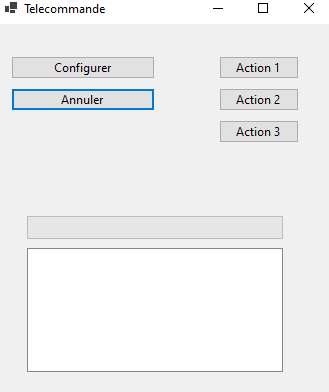 Telecommande
Configurer
Action 1
Annuler
Action 2
Action 3